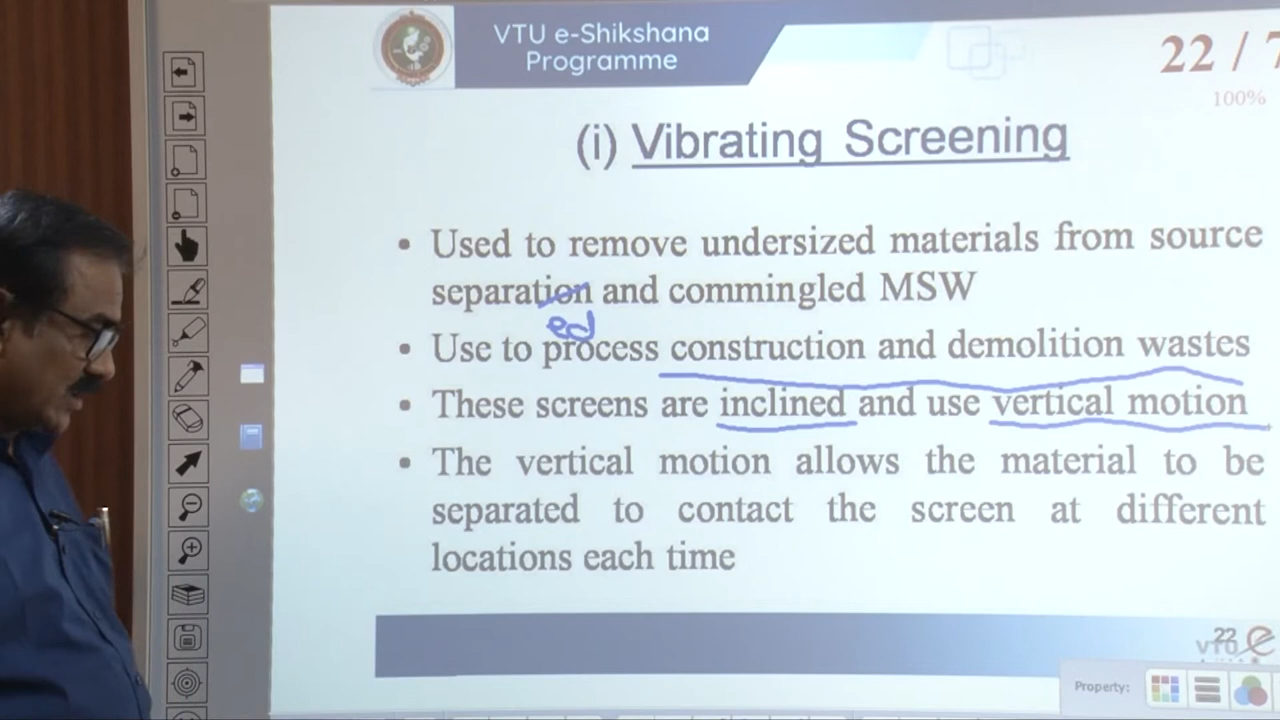 VTU e-Shikshana
Programme
22 / 7
100%
(i) Vibrating Screening
• Used to remove undersized materials from source
separation and commingled MSW
ed
• Use to process construction and demolition wastes
• These screens are inclined and use vertical motion
• The vertical motion allows the material to be
separated to contact the screen at different
locations each time
22
VTU e
Property: